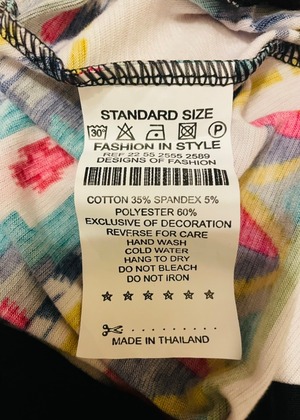 STANDARD SIZE
30 P
FASHION IN STYLE
REF 22 55 2555 2589
DESIGNS OF FASHION
COTTON 35% SPANDEX 5%
POLYESTER 60%
EXCLUSIVE OF DECORATION
REVERSE FOR CARE
HAND WASH
COLD WATER
HANG TO DRY
DO NOT BLEACH
DO NOT IRON
MADE IN THAILAND